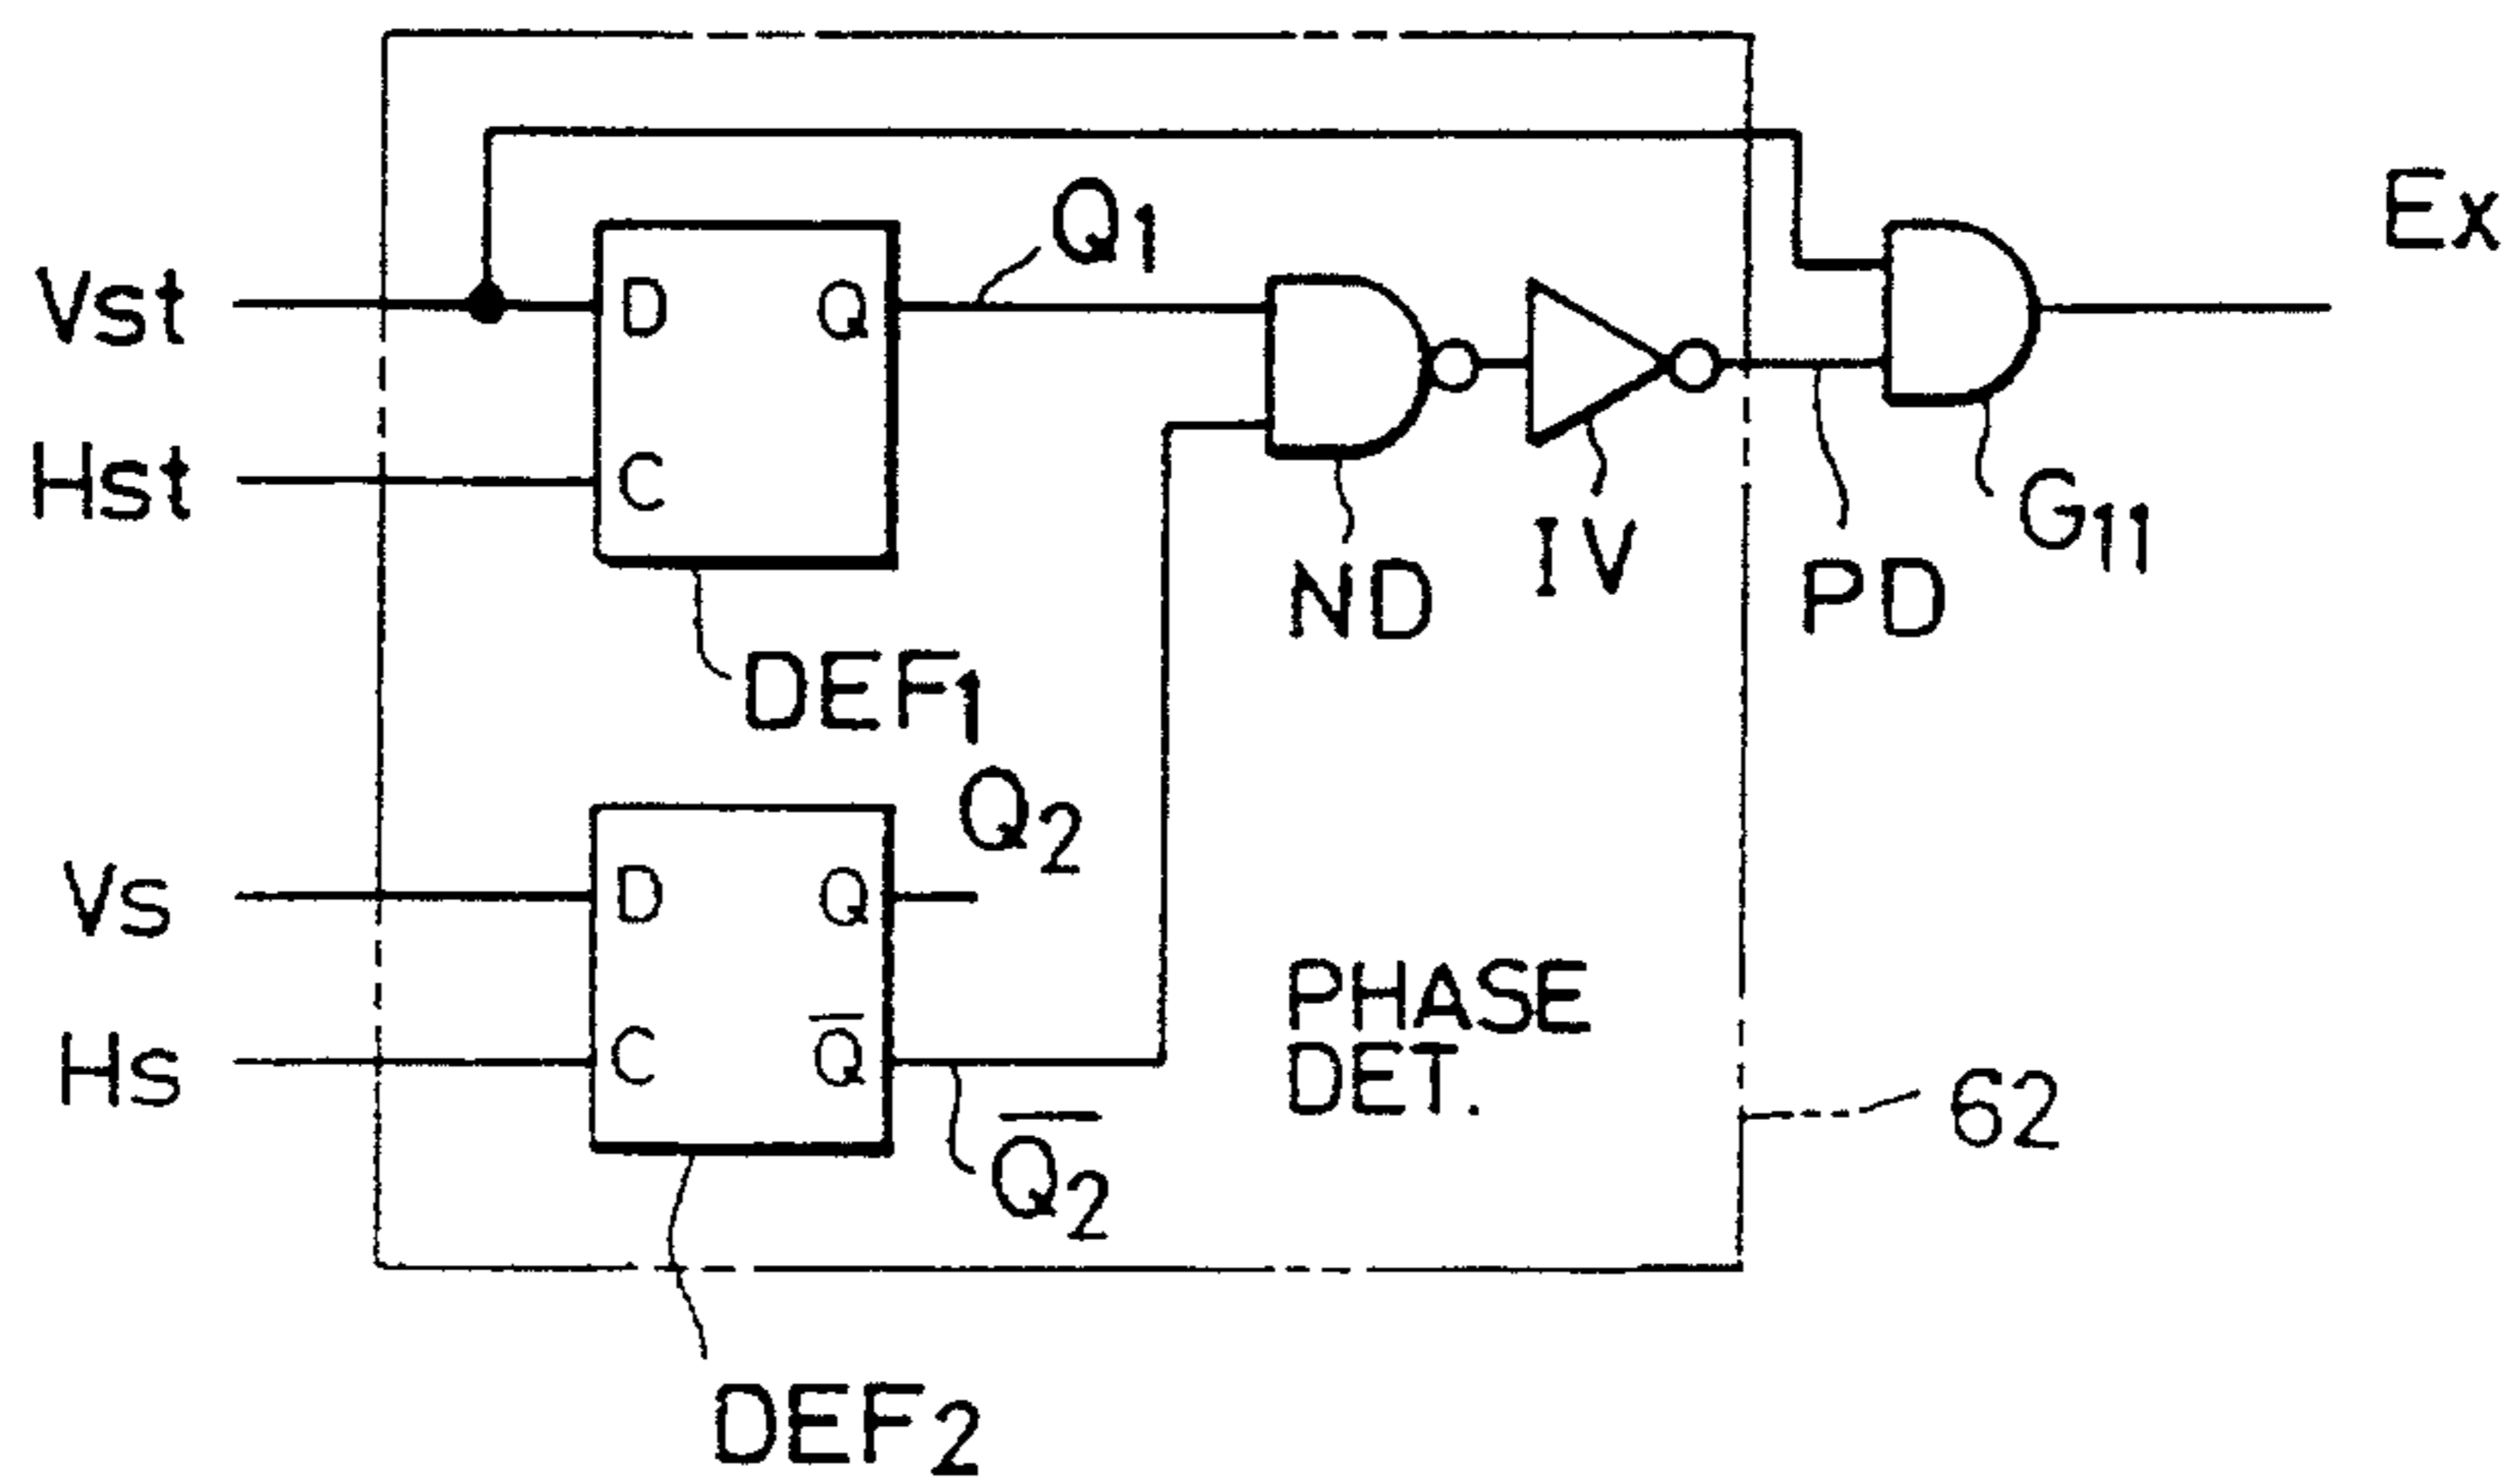 Ex
Q1
Vst
D
Q
Hst
C
G11
IV
ND
PD
DEF1
Q2
Vs
D
Q
PHASE
DET.
Hs
C
Q̅
62
Q̅2
DEF2